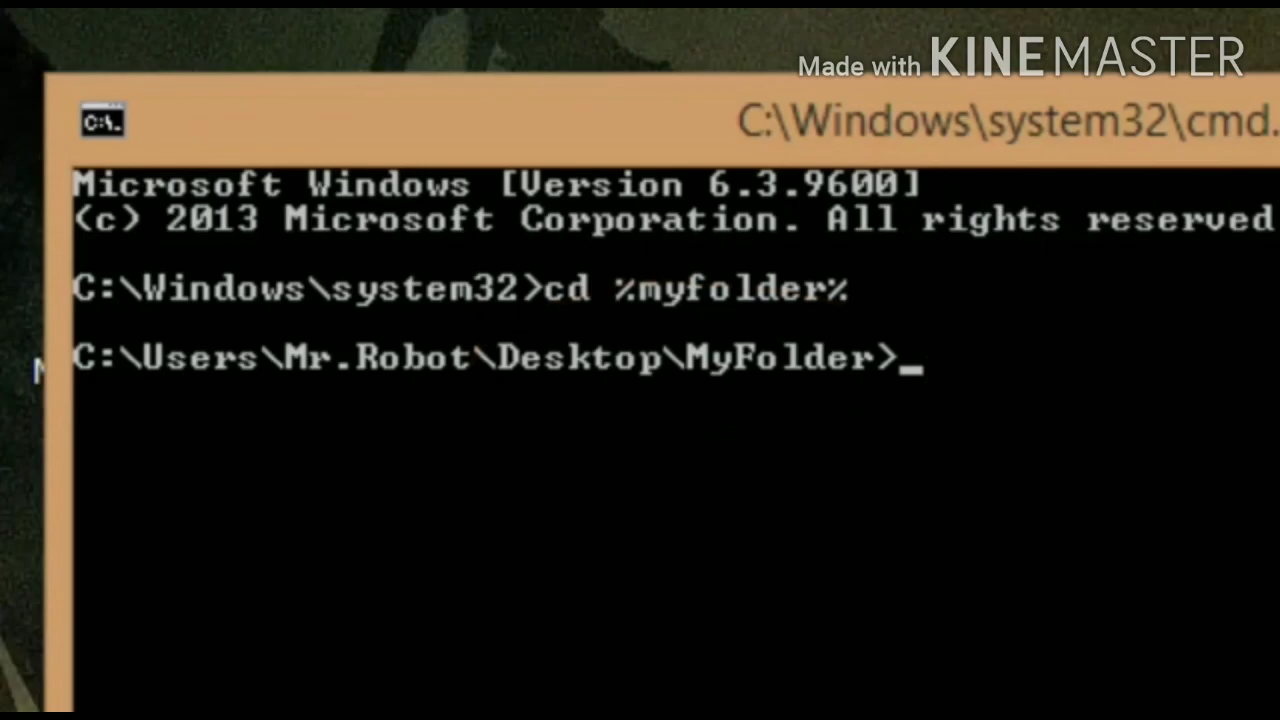 Made with KINEMASTER
C:\Windows\system32\cmd.
Microsoft Windows [Version 6.3.9600]
(c) 2013 Microsoft Corporation. All rights reserved
C:\Windows\system32>cd %myfolder%
C:\Users\Mr.Robot\Desktop\MyFolder>_